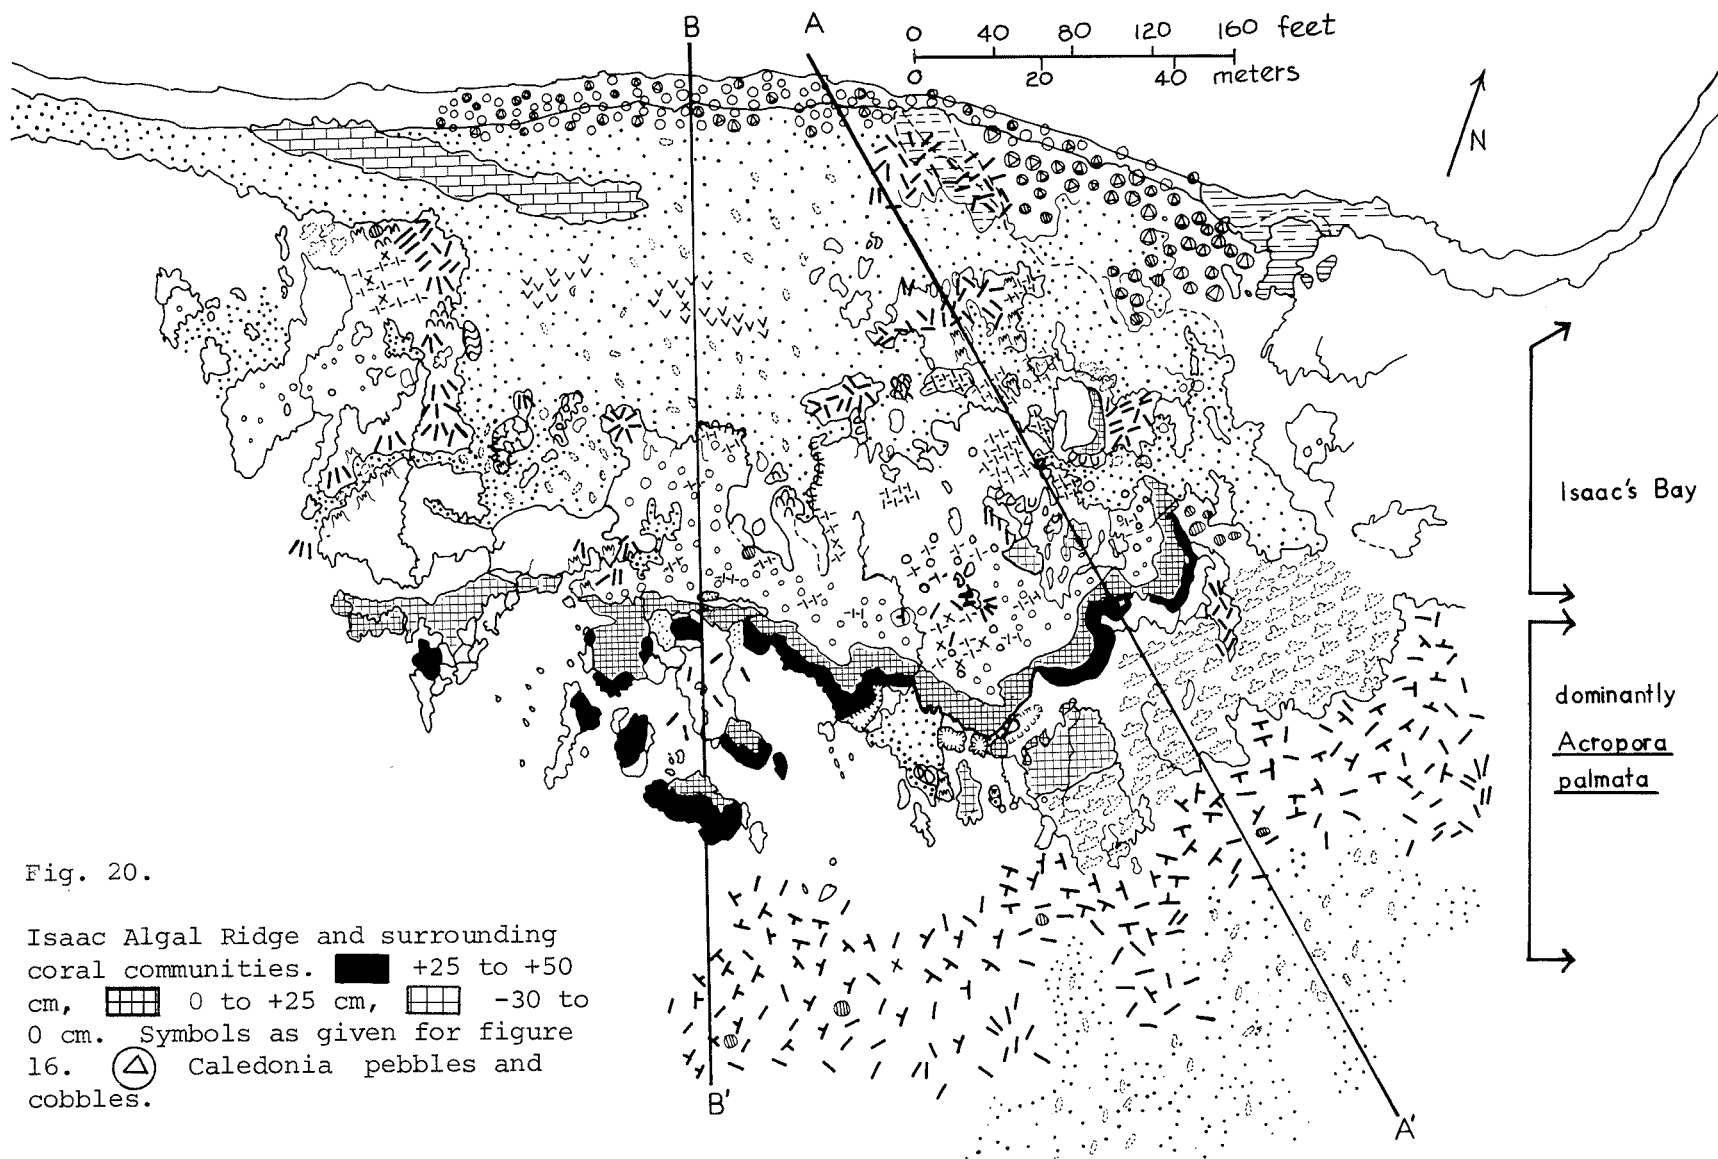 B
A
0 40 80 120 160 feet
0 20 40 meters
N
Isaac's Bay
dominantly
Acropora
palmata
Fig. 20.
Isaac Algal Ridge and surrounding
coral communities. +25 to +50
cm, 0 to +25 cm, -30 to
0 cm. Symbols as given for figure
16. Caledonia pebbles and
cobbles.
B'
A'